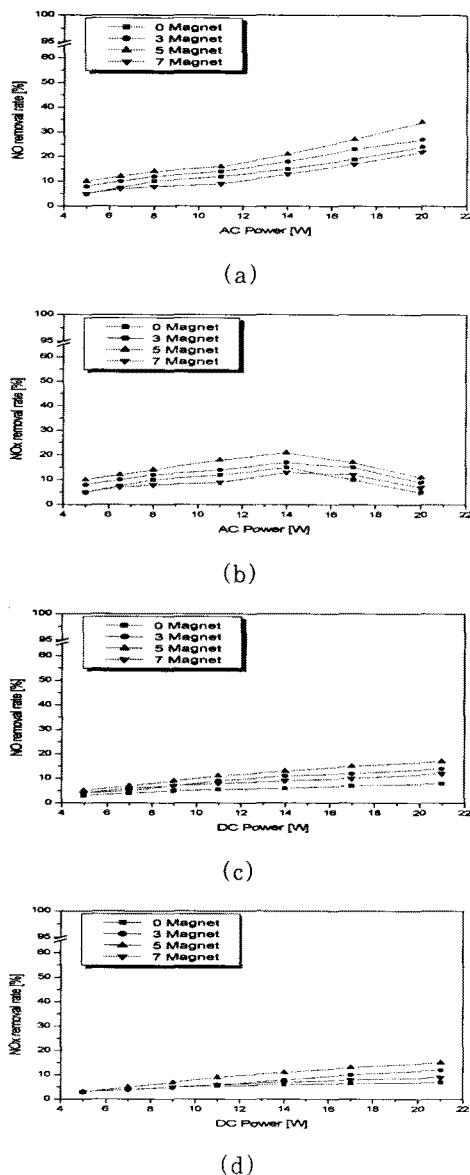 100
95
50
40
30
20
10
0
NO removal rate [%]
0 Magnet
3 Magnet
5 Magnet
7 Magnet
4 6 8 10 12 14 16 18 20 22
AC Power [W]
(a)
100
95
50
40
30
20
10
0
NOx removal rate [%]
0 Magnet
3 Magnet
5 Magnet
7 Magnet
4 6 8 10 12 14 16 18 20 22
AC Power [W]
(b)
100
95
50
40
30
20
10
0
NO removal rate [%]
0 Magnet
3 Magnet
5 Magnet
7 Magnet
4 6 8 10 12 14 16 18 20 22
DC Power [W]
(c)
100
95
50
40
30
20
10
0
NOx removal rate [%]
0 Magnet
3 Magnet
5 Magnet
7 Magnet
4 6 8 10 12 14 16 18 20 22
DC Power [W]
(d)